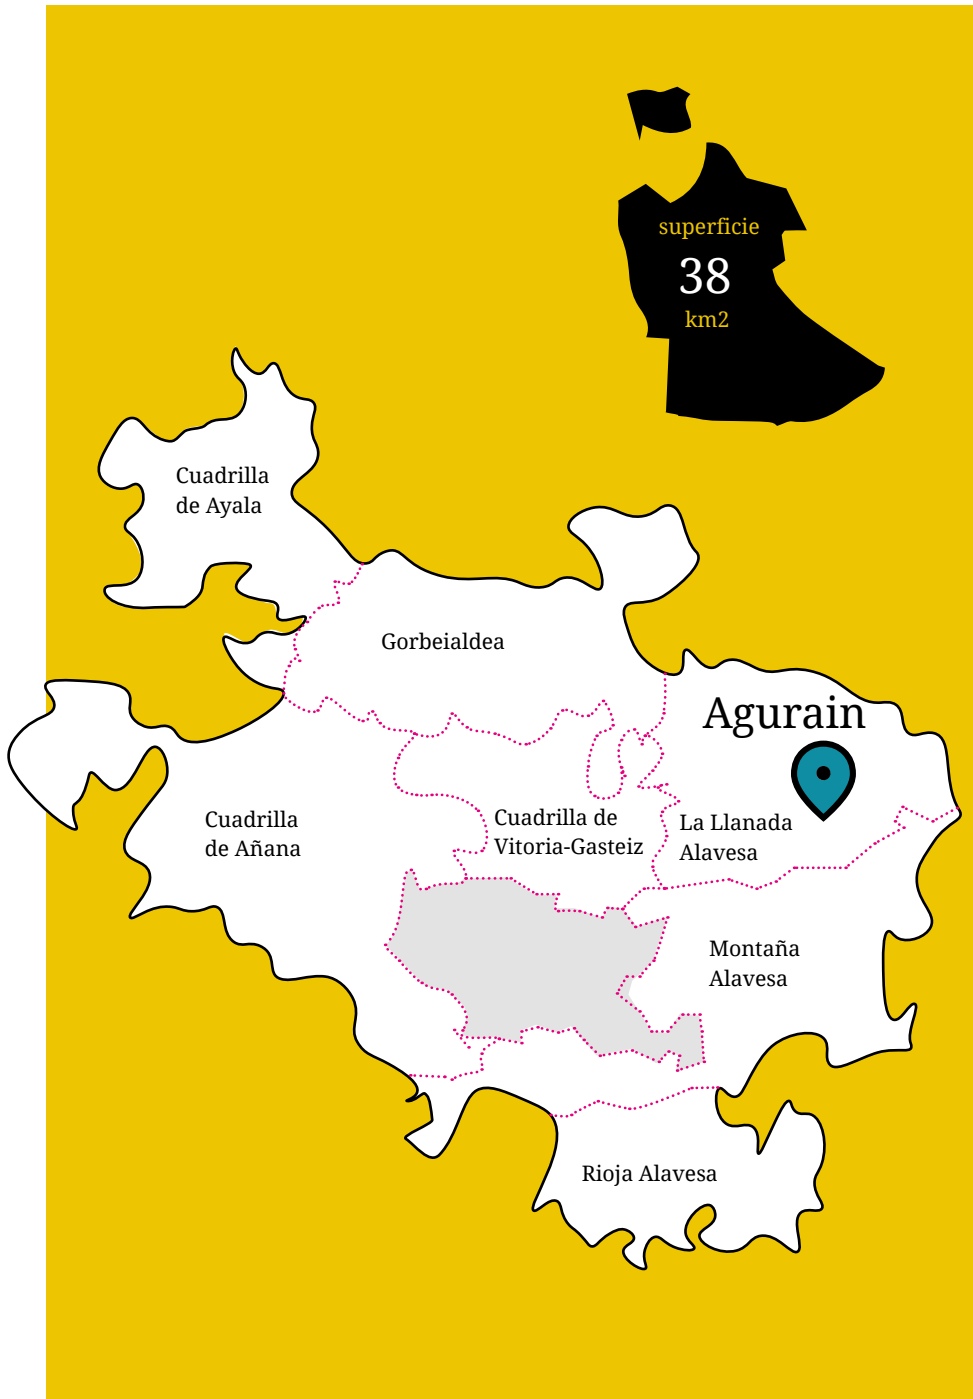 superficie
38
km2
Cuadrilla
de Ayala
Gorbeialdea
Agurain
Cuadrilla
de Añana
Cuadrilla de
Vitoria-Gasteiz
La Llanada
Alavesa
Montaña
Alavesa
Rioja Alavesa